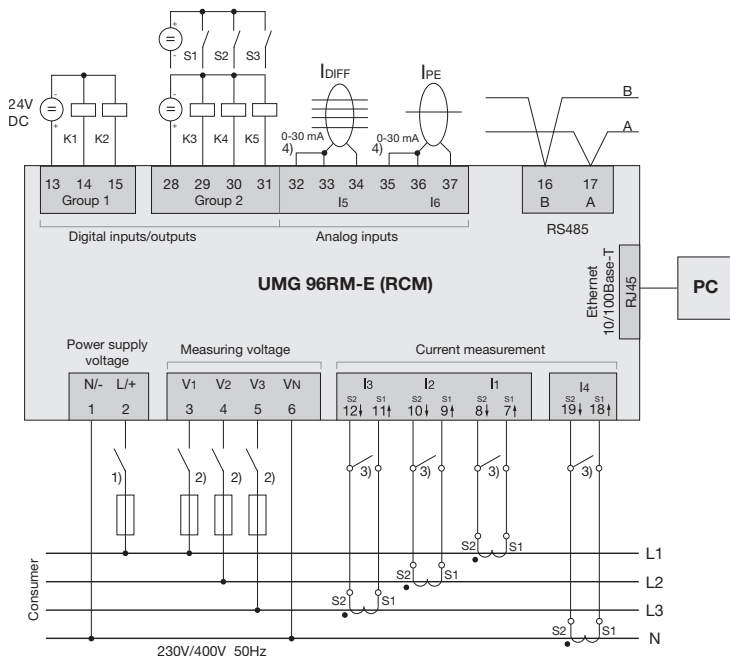 S1 S2 S3
IDIFF IPE
24V
DC
K1 K2 K3 K4 K5
0-30 mA 0-30 mA
4) 4)
B
A
13 14 15 28 29 30 31 32 33 34 35 36 37 16 17
Group 1 Group 2 I5 I6 B A
Digital inputs/outputs Analog inputs RS485
UMG 96RM-E (RCM)
Ethernet
10/100Base-T
RJ45
PC
Power supply
voltage
Measuring voltage Current measurement
N/- L/+ V1 V2 V3 VN I3 I2 I1 I4
S2 S1 S2 S1 S2 S1 S2 S1
1 2 3 4 5 6 12 11 10 9 8 7 19 18
1) 2) 2) 2) 3) 3) 3) 3)
Consumer
S2 S1 L1
S2 S1 L2
S2 S1 L3
S2 S1 N
230V/400V 50Hz